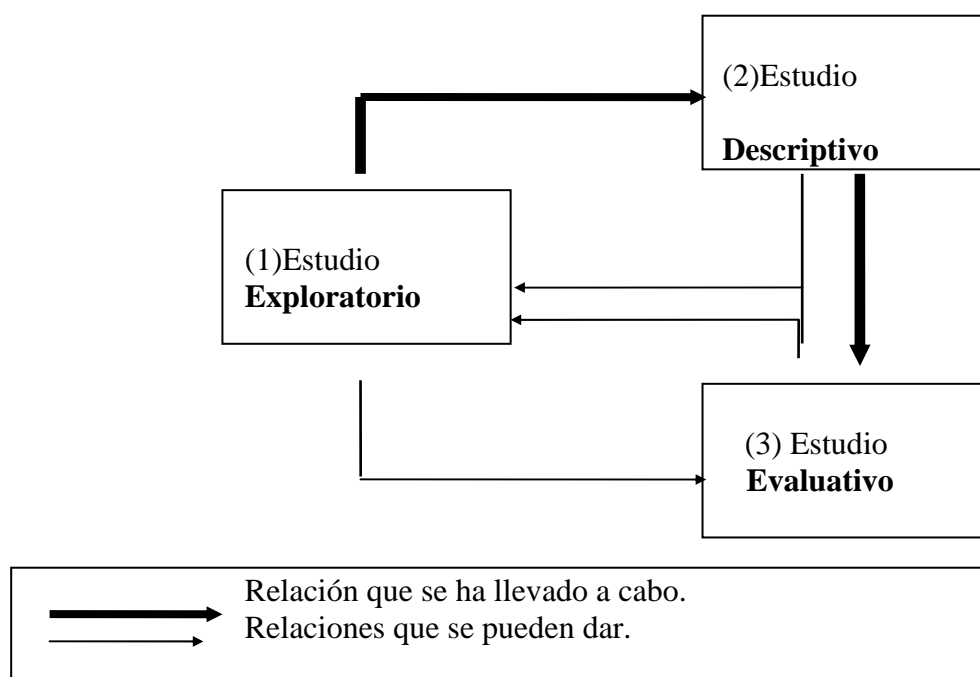 (2)Estudio
Descriptivo
(1)Estudio
Exploratorio
(3) Estudio
Evaluativo
Relación que se ha llevado a cabo.
Relaciones que se pueden dar.